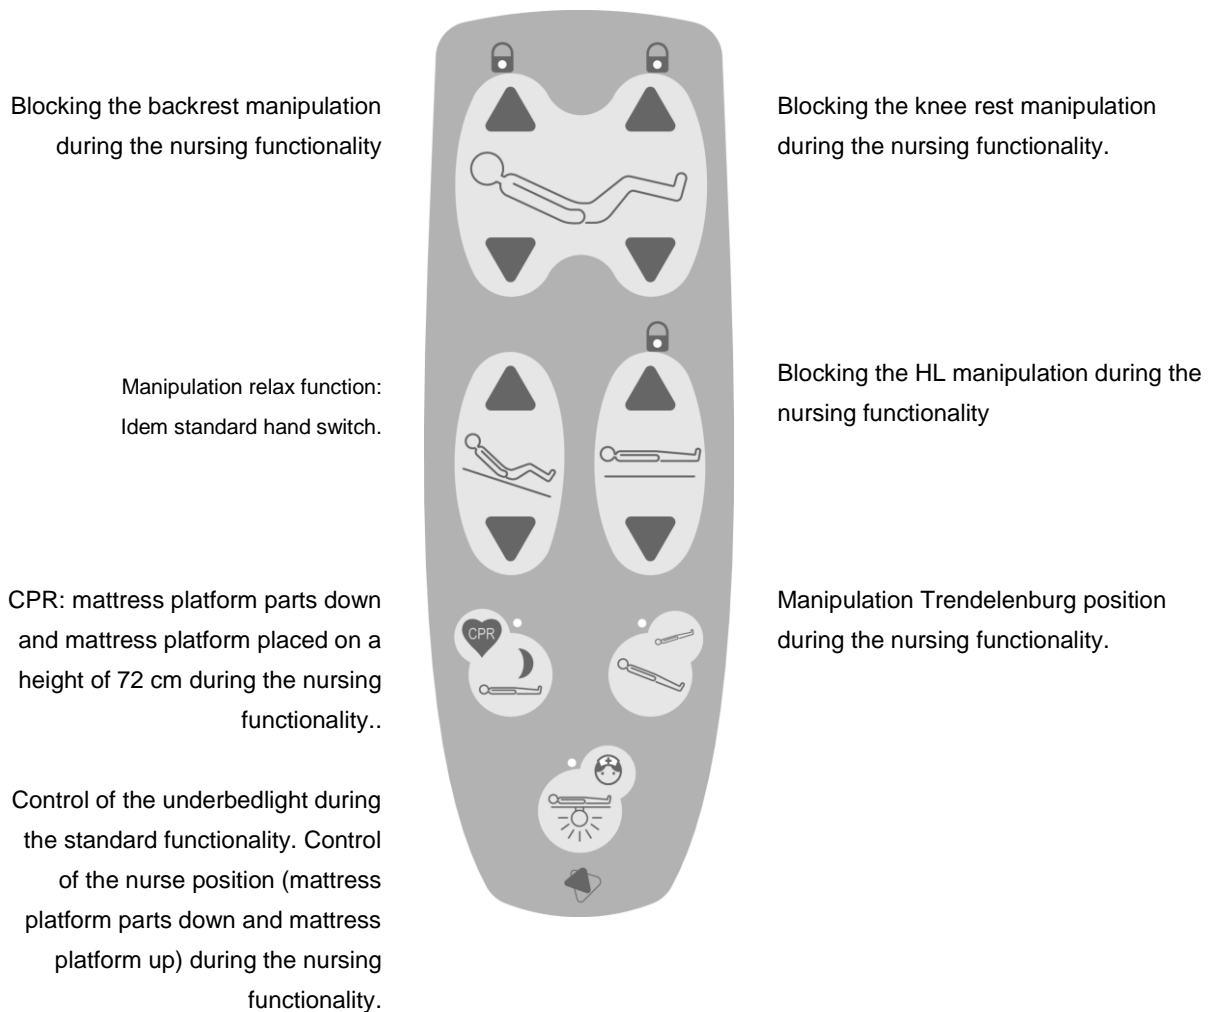 Blocking the backrest manipulation
during the nursing functionality
Blocking the knee rest manipulation
during the nursing functionality.
Manipulation relax function:
Idem standard hand switch.
Blocking the HL manipulation during the
nursing functionality
CPR: mattress platform parts down
and mattress platform placed on a
height of 72 cm during the nursing
functionality..
CPR
Manipulation Trendelenburg position
during the nursing functionality.
Control of the underbedlight during
the standard functionality. Control
of the nurse position (mattress
platform parts down and mattress
platform up) during the nursing
functionality.